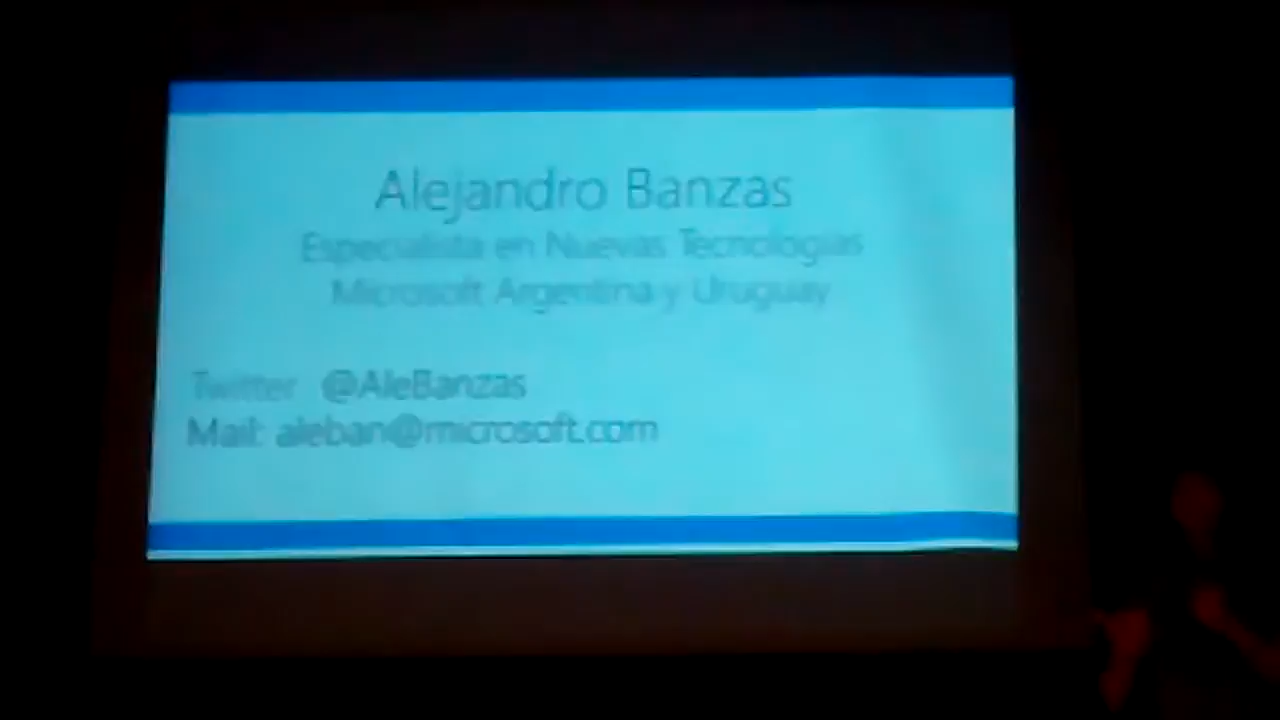 Alejandro Banzas
Especialista en Nuevas Tecnologías
Microsoft Argentina y Uruguay
Twitter @AleBanzas
Mail: aleban@microsoft.com